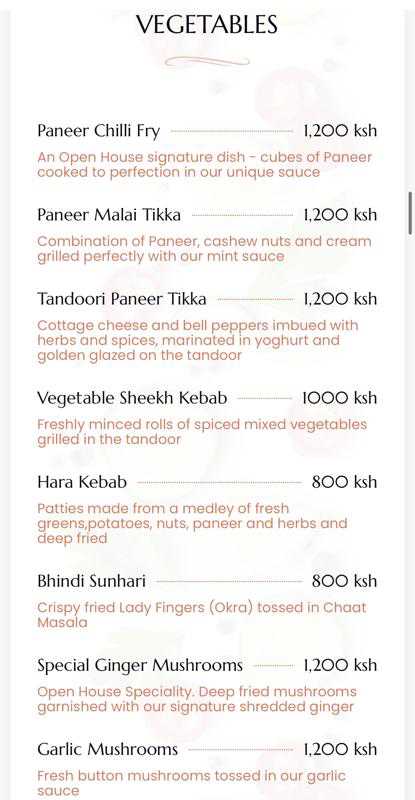 VEGETABLES
Paneer Chilli Fry 1,200 ksh
An Open House signature dish - cubes of Paneer
cooked to perfection in our unique sauce
Paneer Malai Tikka 1,200 ksh
Combination of Paneer, cashew nuts and cream
grilled perfectly with our mint sauce
Tandoori Paneer Tikka 1,200 ksh
Cottage cheese and bell peppers imbued with
herbs and spices, marinated in yoghurt and
golden glazed on the tandoor
Vegetable Sheekh Kebab 1000 ksh
Freshly minced rolls of spiced mixed vegetables
grilled in the tandoor
Hara Kebab 800 ksh
Patties made from a medley of fresh
greens,potatoes, nuts, paneer and herbs and
deep fried
Bhindi Sunhari 800 ksh
Crispy fried Lady Fingers (Okra) tossed in Chaat
Masala
Special Ginger Mushrooms 1,200 ksh
Open House Speciality. Deep fried mushrooms
garnished with our signature shredded ginger
Garlic Mushrooms 1,200 ksh
Fresh button mushrooms tossed in our garlic
sauce